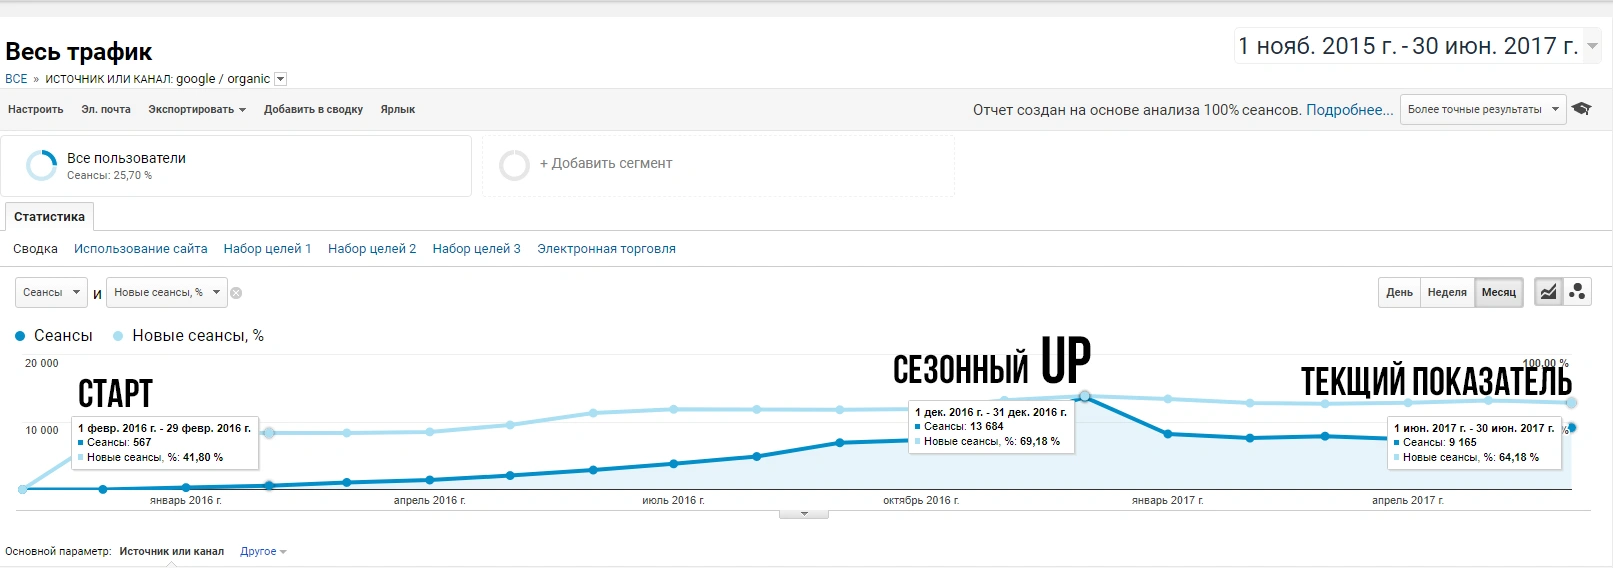 Весь трафик
1 нояб. 2015 г. - 30 июн. 2017 г.
ВСЕ » ИСТОЧНИК ИЛИ КАНАЛ: google / organic
Настроить Эл. почта Экспортировать Добавить в сводку Ярлык
Отчет создан на основе анализа 100% сеансов. Подробнее... Более точные результаты
Все пользователи
Сеансы: 25,70 %
+ Добавить сегмент
Статистика
Сводка Использование сайта Набор целей 1 Набор целей 2 Набор целей 3 Электронная торговля
Сеансы и Новые сеансы, %
День Неделя Месяц
Сеансы Новые сеансы, %
20 000
100,00 %
10 000
%
СТАРТ
1 февр. 2016 г. - 29 февр. 2016 г.
Сеансы: 567
Новые сеансы, %: 41,80 %
СЕЗОННЫЙ UP
1 дек. 2016 г. - 31 дек. 2016 г.
Сеансы: 13 684
Новые сеансы, %: 69,18 %
ТЕКЩИЙ ПОКАЗАТЕЛЬ
1 июн. 2017 г. - 30 июн. 2017 г.
Сеансы: 9 165
Новые сеансы, %: 64,18 %
январь 2016 г. апрель 2016 г. июль 2016 г. октябрь 2016 г. январь 2017 г. апрель 2017 г.
Основной параметр: Источник или канал Другое